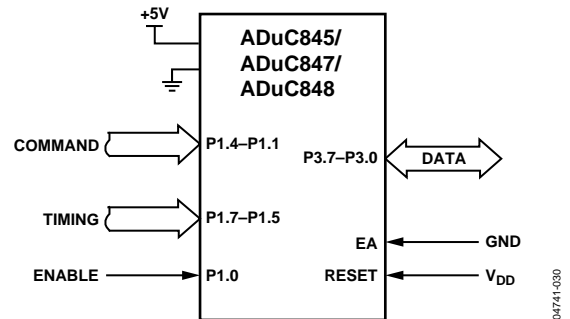 +5V
ADuC845/
ADuC847/
ADuC848
COMMAND
P1.4–P1.1
P3.7–P3.0
DATA
TIMING
P1.7–P1.5
EA
GND
ENABLE
P1.0
RESET
VDD
04741-030